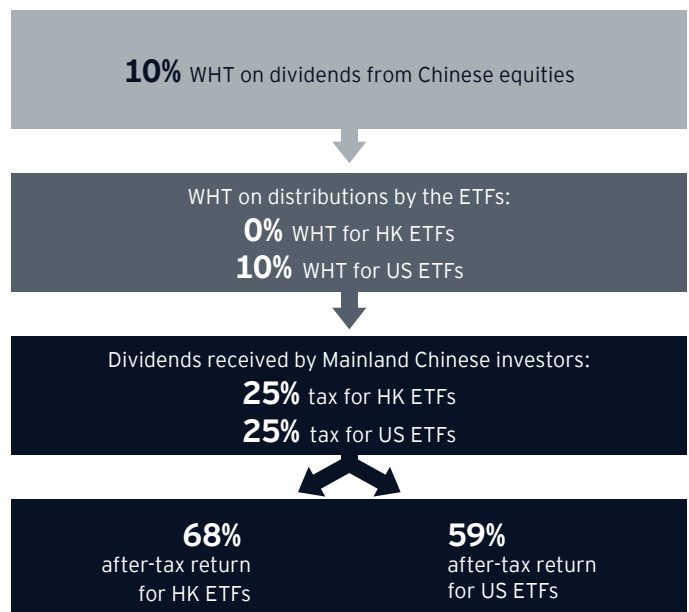 10% WHT on dividends from Chinese equities
WHT on distributions by the ETFs:
0% WHT for HK ETFs
10% WHT for US ETFs
Dividends received by Mainland Chinese investors:
25% tax for HK ETFs
25% tax for US ETFs
68%
after-tax return
for HK ETFs
59%
after-tax return
for US ETFs